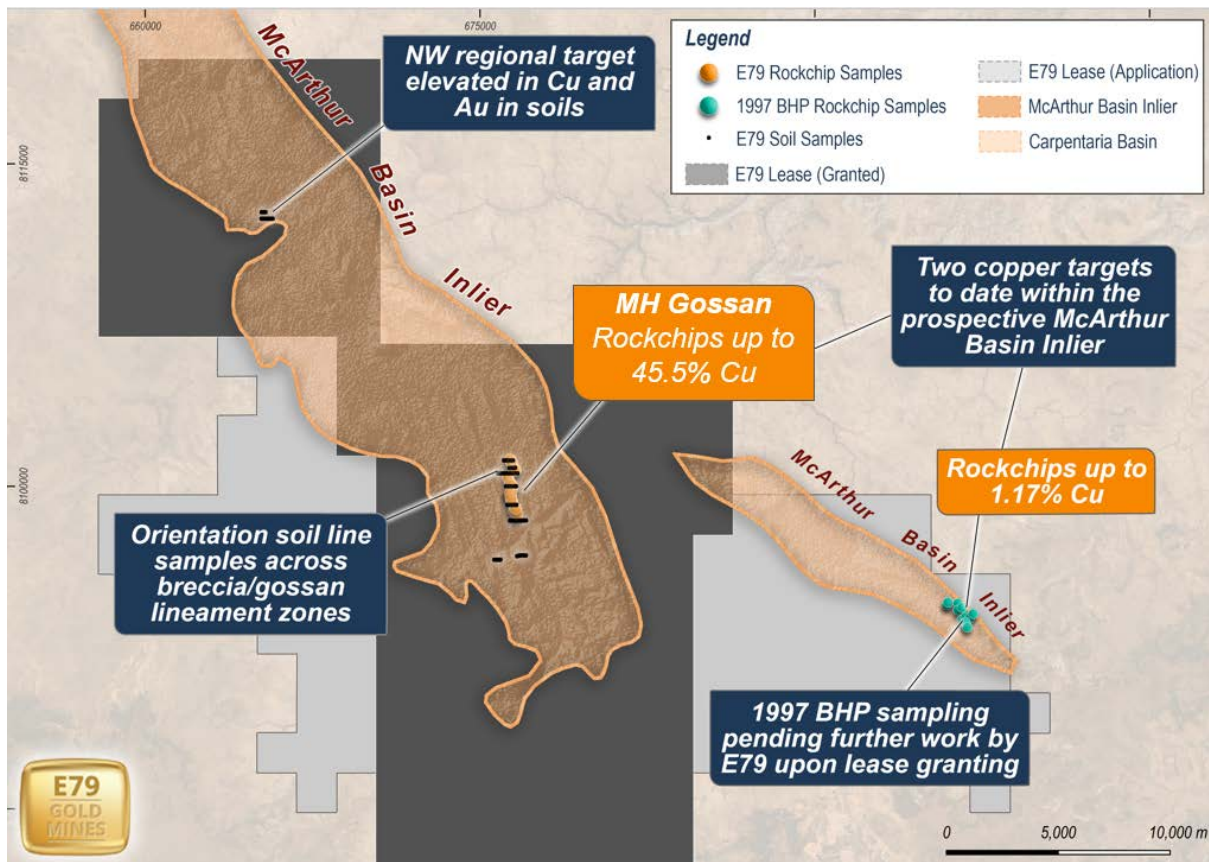 660000
675000
8115000
8100000
NW regional target
elevated in Cu and
Au in soils
McArthur
Basin
Inlier
Legend
E79 Rockchip Samples
1997 BHP Rockchip Samples
E79 Soil Samples
E79 Lease (Granted)
E79 Lease (Application)
McArthur Basin Inlier
Carpentaria Basin
MH Gossan
Rockchips up to
45.5% Cu
Two copper targets
to date within the
prospective McArthur
Basin Inlier
McArthur
Basin
Inlier
Rockchips up to
1.17% Cu
Orientation soil line
samples across
breccia/gossan
lineament zones
1997 BHP sampling
pending further work by
E79 upon lease granting
E79
GOLD
MINES
0 5,000 10,000 m